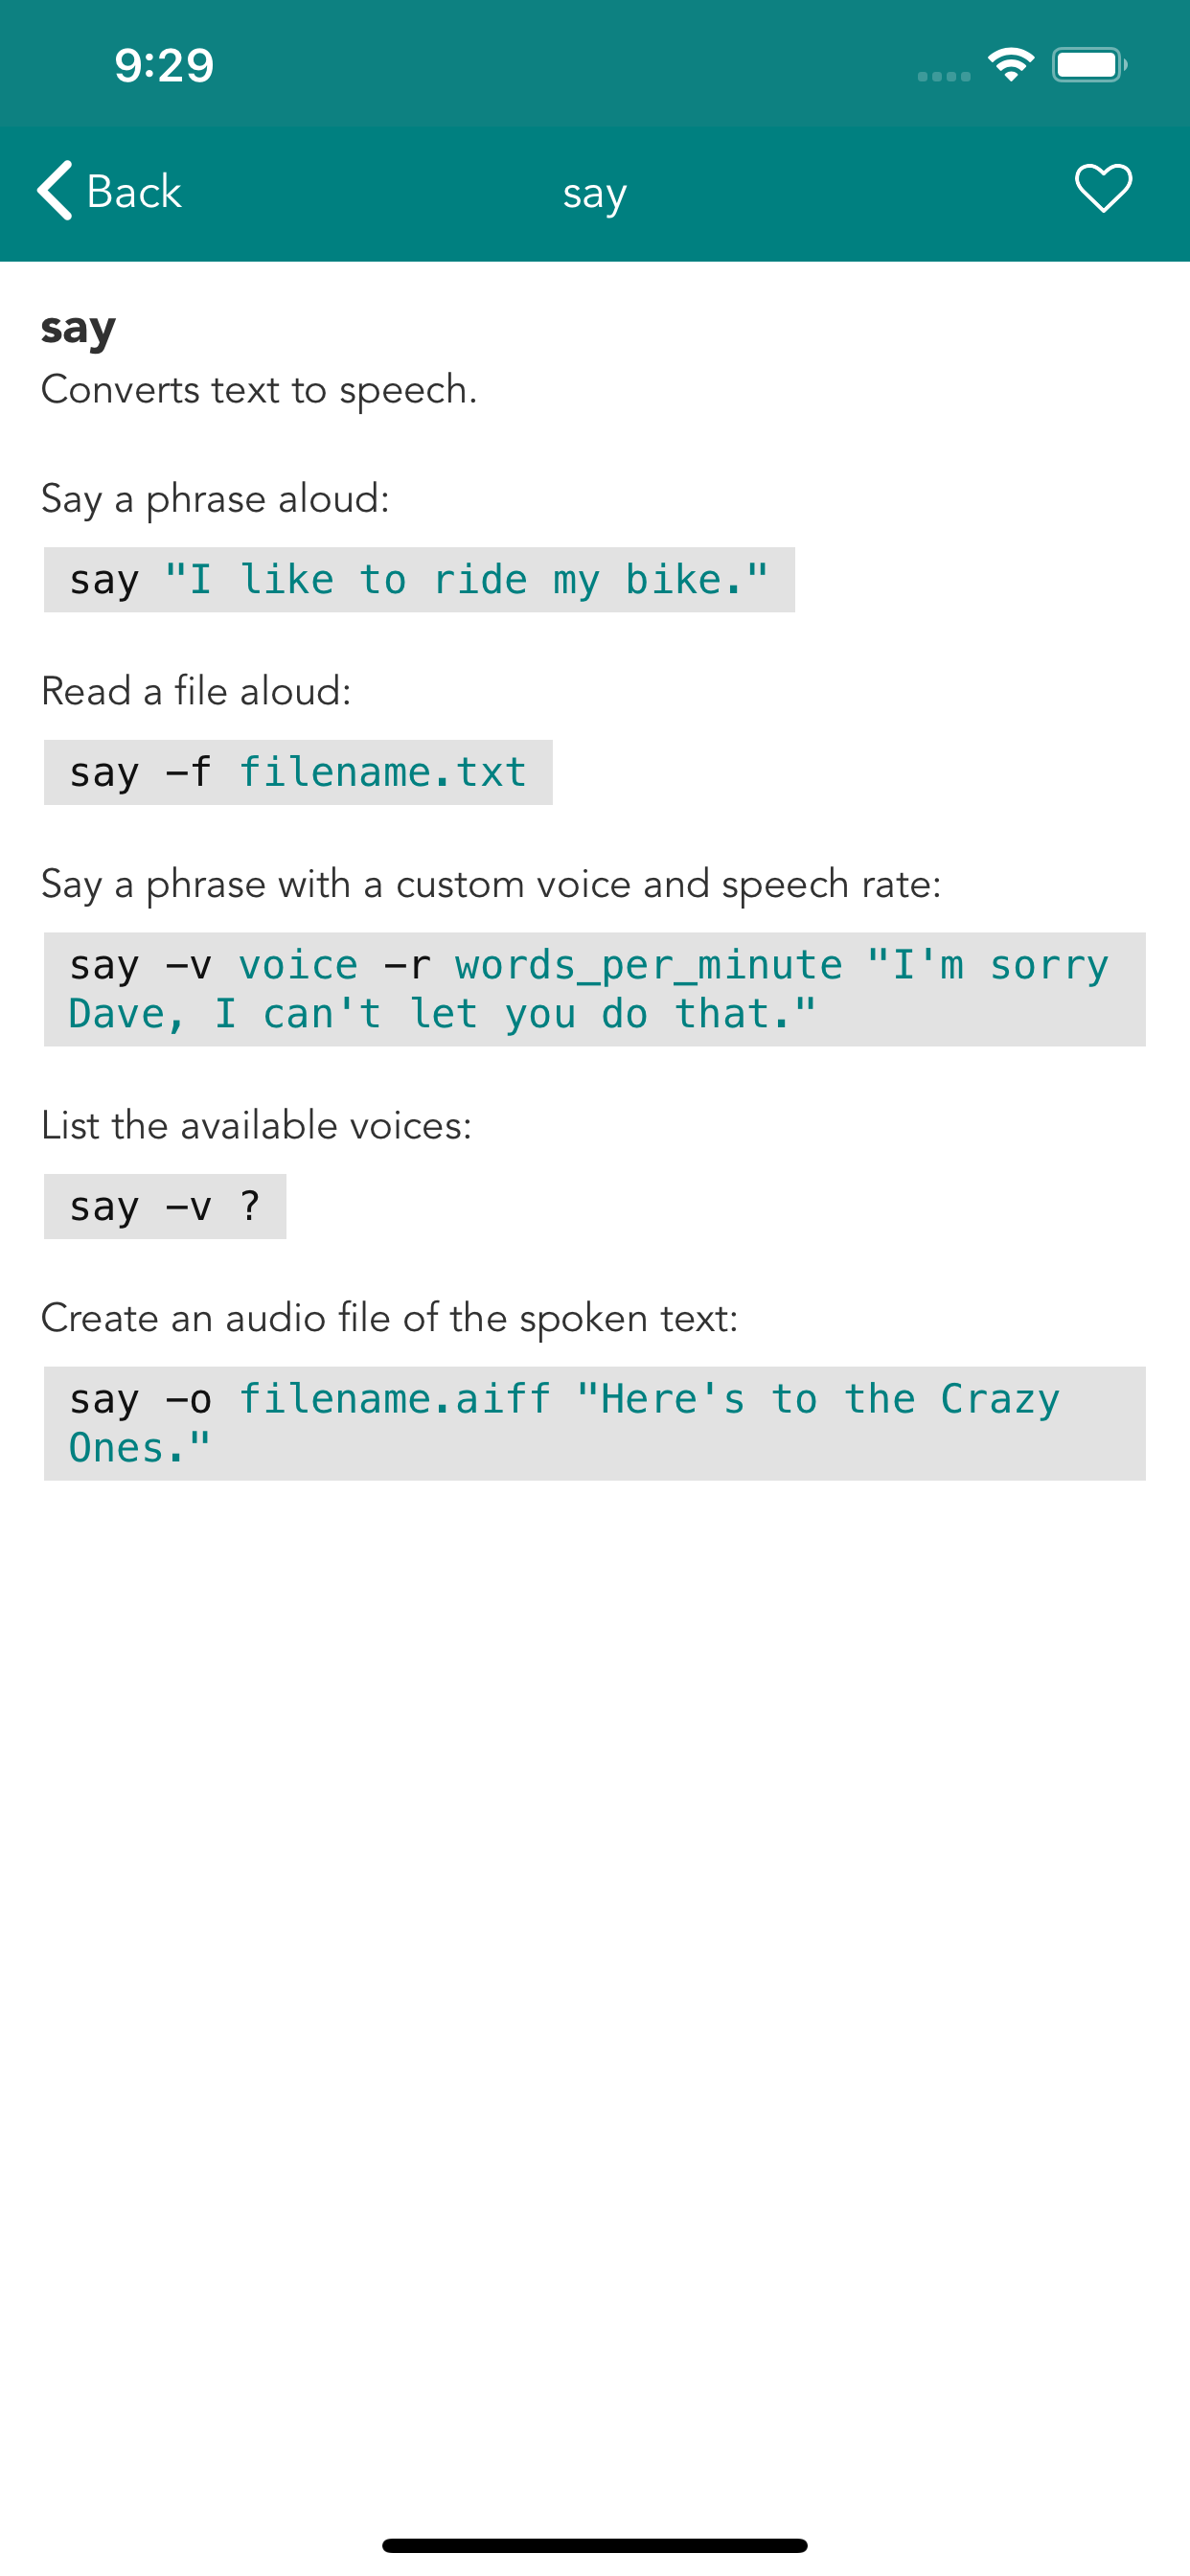 9:29
Back
say
say
Converts text to speech.
Say a phrase aloud:
say "I like to ride my bike."
Read a file aloud:
say -f filename.txt
Say a phrase with a custom voice and speech rate:
say -v voice -r words_per_minute "I'm sorry
Dave, I can't let you do that."
List the available voices:
say -v ?
Create an audio file of the spoken text:
say -o filename.aiff "Here's to the Crazy
Ones."